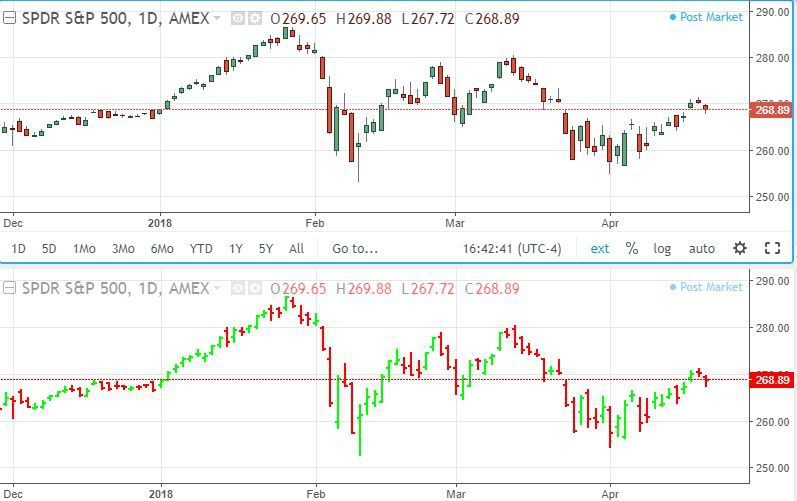 SPDR S&P 500, 1D, AMEX O269.65 H269.88 L267.72 C268.89 Post Market
290.00
280.00
270.00
268.89
260.00
250.00
Dec 2018 Feb Mar Apr
1D 5D 1Mo 3Mo 6Mo YTD 1Y 5Y All Go to... 16:42:41 (UTC-4) ext % log auto
SPDR S&P 500, 1D, AMEX O269.65 H269.88 L267.72 C268.89 Post Market
290.00
280.00
268.89
260.00
250.00
Dec 2018 Feb Mar Apr